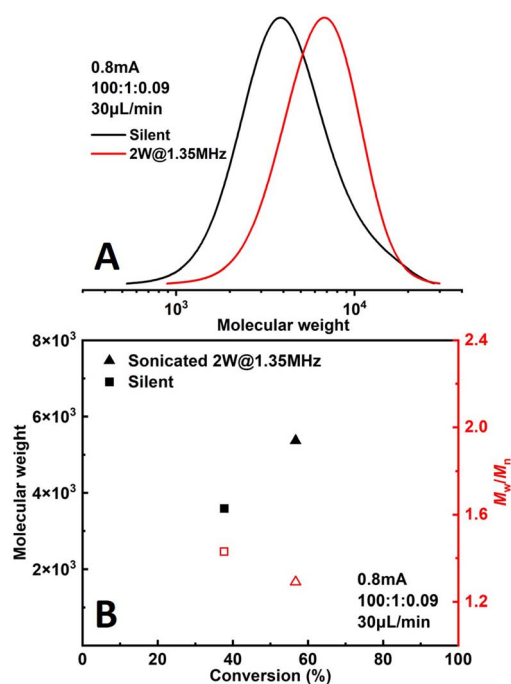 0.8mA
100:1:0.09
30µL/min
Silent
2W@1.35MHz
A
10³
10⁴
Molecular weight
8×10³
6×10³
4×10³
2×10³
Molecular weight
Sonicated 2W@1.35MHz
Silent
2.4
2.0
1.6
1.2
Mw/Mn
0.8mA
100:1:0.09
30µL/min
B
0 20 40 60 80 100
Conversion (%)